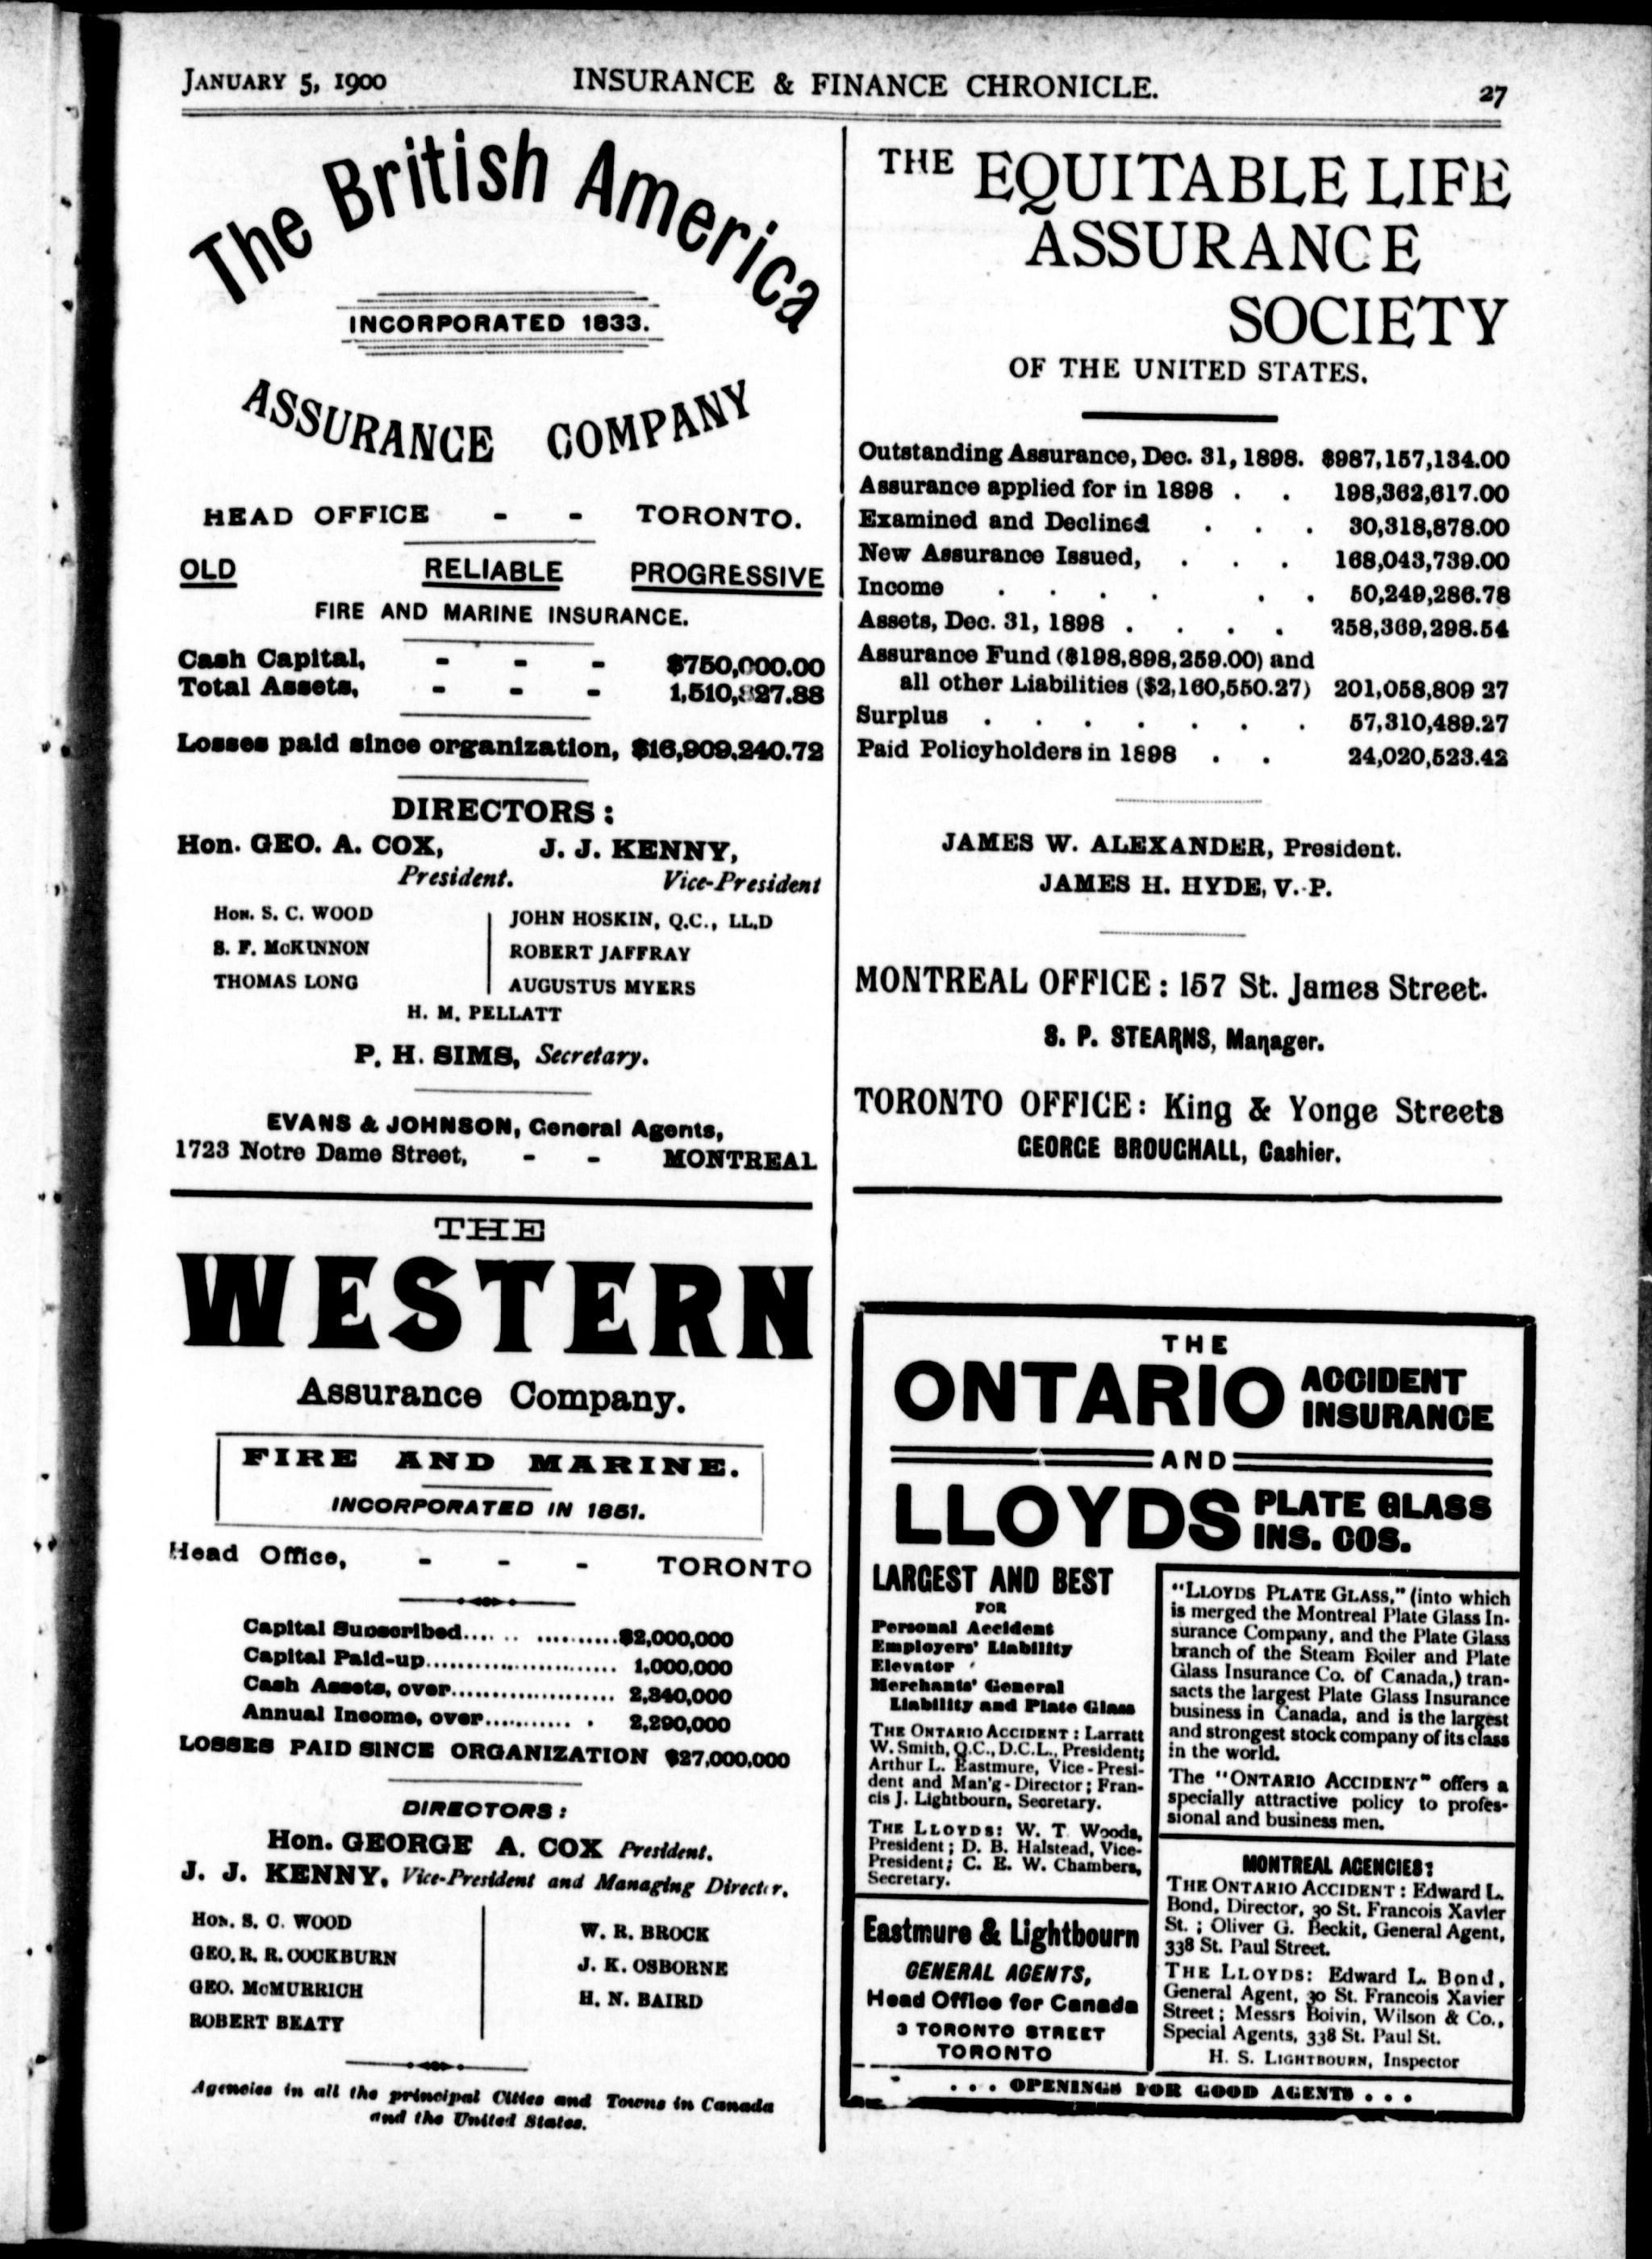 JANUARY 5, 1900 INSURANCE & FINANCE CHRONICLE. 27
The British America
INCORPORATED 1833.
ASSURANCE COMPANY
HEAD OFFICE - - TORONTO.
OLD RELIABLE PROGRESSIVE
FIRE AND MARINE INSURANCE.
Cash Capital, - - - $750,000.00
Total Assets, - - - 1,510,827.88
Losses paid since organization, $16,909,240.72
DIRECTORS:
Hon. GEO. A. COX, J. J. KENNY,
President. Vice-President
HON. S. C. WOOD JOHN HOSKIN, Q.C., LL.D
S. F. McKINNON ROBERT JAFFRAY
THOMAS LONG AUGUSTUS MYERS
H. M. PELLATT
P. H. SIMS, Secretary.
EVANS & JOHNSON, General Agents,
1723 Notre Dame Street, - - MONTREAL
THE
WESTERN
Assurance Company.
FIRE AND MARINE.
INCORPORATED IN 1851.
Head Office, - - - TORONTO
Capital Subscribed.... .. ..........$2,000,000
Capital Paid-up........................ 1,000,000
Cash Assets, over..................... 2,340,000
Annual Income, over........... . 2,290,000
LOSSES PAID SINCE ORGANIZATION $27,000,000
DIRECTORS:
Hon. GEORGE A. COX President.
J. J. KENNY, Vice-President and Managing Director.
HON. S. C. WOOD W. R. BROCK
GEO. R. R. COCKBURN J. K. OSBORNE
GEO. McMURRICH H. N. BAIRD
ROBERT BEATY
Agencies in all the principal Cities and Towns in Canada
and the United States.
THE EQUITABLE LIFE
ASSURANCE
SOCIETY
OF THE UNITED STATES.
Outstanding Assurance, Dec. 31, 1898. $987,157,134.00
Assurance applied for in 1898 . . 198,362,617.00
Examined and Declined . . . 30,318,878.00
New Assurance Issued, . . . 168,043,739.00
Income . . . . . . 50,249,286.78
Assets, Dec. 31, 1898 . . . . 258,369,298.54
Assurance Fund ($198,898,259.00) and
all other Liabilities ($2,160,550.27) 201,058,809 27
Surplus . . . . . . . 57,310,489.27
Paid Policyholders in 1898 . . 24,020,523.42
JAMES W. ALEXANDER, President.
JAMES H. HYDE, V.-P.
MONTREAL OFFICE: 157 St. James Street.
S. P. STEARNS, Manager.
TORONTO OFFICE: King & Yonge Streets
GEORGE BROUGHALL, Cashier.
THE
ONTARIO ACCIDENT
INSURANCE
AND
LLOYDS PLATE GLASS
INS. COS.
LARGEST AND BEST
FOR
Personal Accident
Employers' Liability
Elevator
Merchants' General
Liability and Plate Glass
THE ONTARIO ACCIDENT: Larratt
W. Smith, Q.C., D.C.L., President;
Arthur L. Eastmure, Vice-Presi-
dent and Man'g-Director; Fran-
cis J. Lightbourn, Secretary.
THE LLOYDS: W. T. Woods,
President; D. B. Halstead, Vice-
President; C. E. W. Chambers,
Secretary.
Eastmure & Lightbourn
GENERAL AGENTS,
Head Office for Canada
3 TORONTO STREET
TORONTO
"LLOYDS PLATE GLASS," (into which
is merged the Montreal Plate Glass In-
surance Company, and the Plate Glass
branch of the Steam Boiler and Plate
Glass Insurance Co. of Canada,) tran-
sacts the largest Plate Glass Insurance
business in Canada, and is the largest
and strongest stock company of its class
in the world.
The "ONTARIO ACCIDENT" offers a
specially attractive policy to profes-
sional and business men.
MONTREAL AGENCIES:
THE ONTARIO ACCIDENT: Edward L.
Bond, Director, 30 St. Francois Xavier
St.; Oliver G. Beckit, General Agent,
338 St. Paul Street.
THE LLOYDS: Edward L. Bond,
General Agent, 30 St. Francois Xavier
Street; Messrs Boivin, Wilson & Co.,
Special Agents, 338 St. Paul St.
H. S. LIGHTBOURN, Inspector
. . . OPENINGS FOR GOOD AGENTS . . .